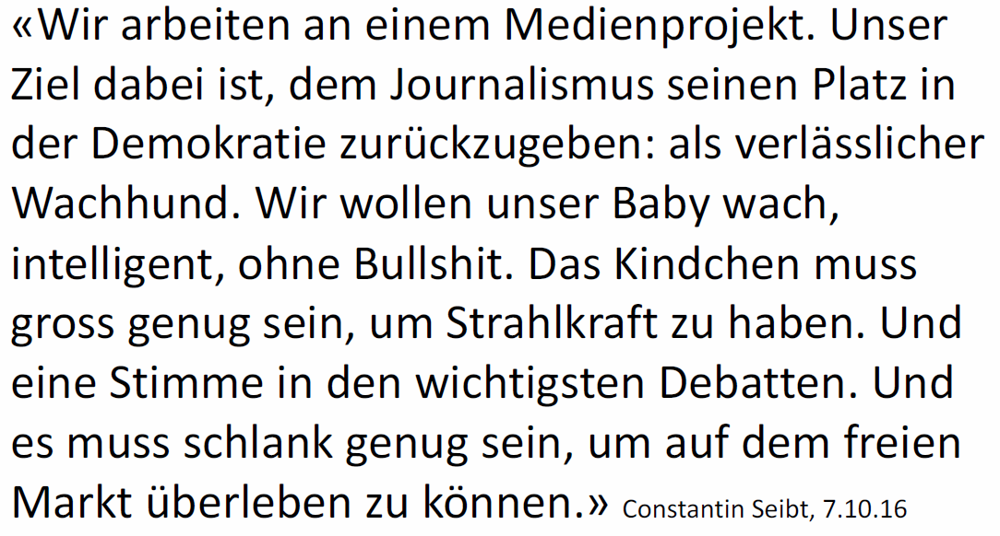 «Wir arbeiten an einem Medienprojekt. Unser
Ziel dabei ist, dem Journalismus seinen Platz in
der Demokratie zurückzugeben: als verlässlicher
Wachhund. Wir wollen unser Baby wach,
intelligent, ohne Bullshit. Das Kindchen muss
gross genug sein, um Strahlkraft zu haben. Und
eine Stimme in den wichtigsten Debatten. Und
es muss schlank genug sein, um auf dem freien
Markt überleben zu können.» Constantin Seibt, 7.10.16